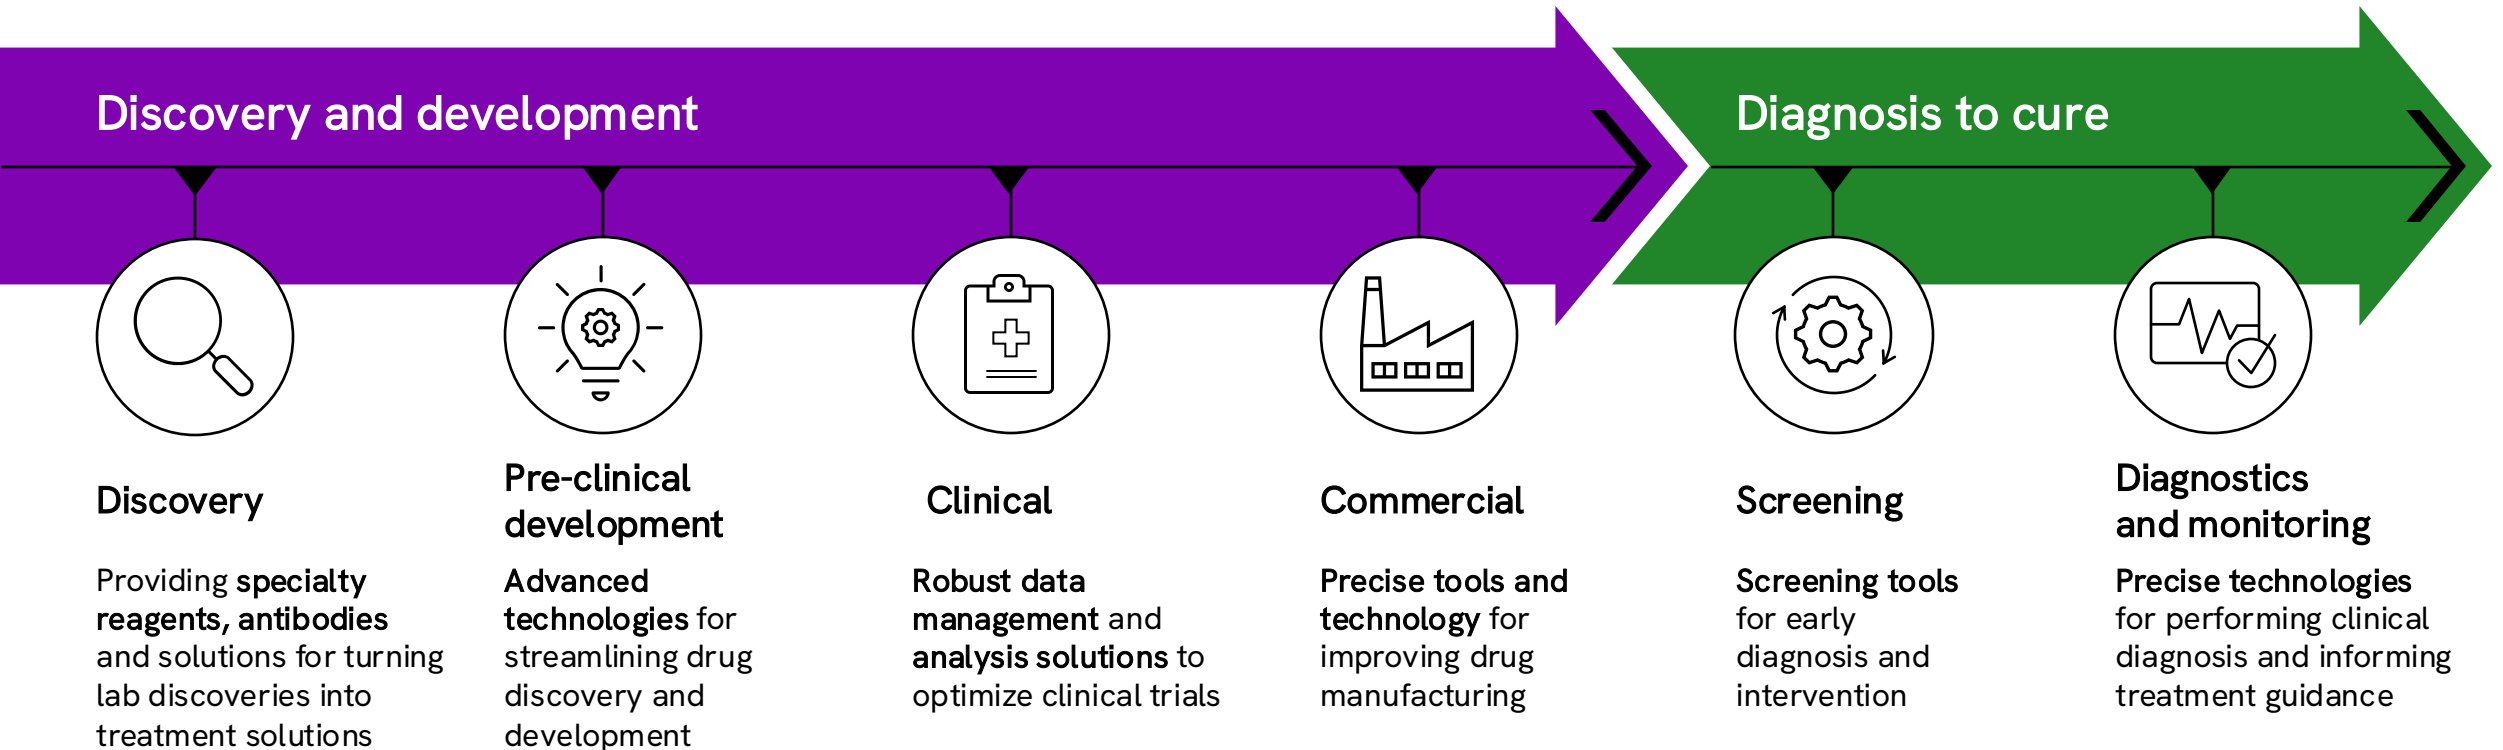 Discovery and development
Diagnosis to cure
Discovery
Providing specialty
reagents, antibodies
and solutions for turning
lab discoveries into
treatment solutions
Pre-clinical
development
Advanced
technologies for
streamlining drug
discovery and
development
Clinical
Robust data
management and
analysis solutions to
optimize clinical trials
Commercial
Precise tools and
technology for
improving drug
manufacturing
Screening
Screening tools
for early
diagnosis and
intervention
Diagnostics
and monitoring
Precise technologies
for performing clinical
diagnosis and informing
treatment guidance